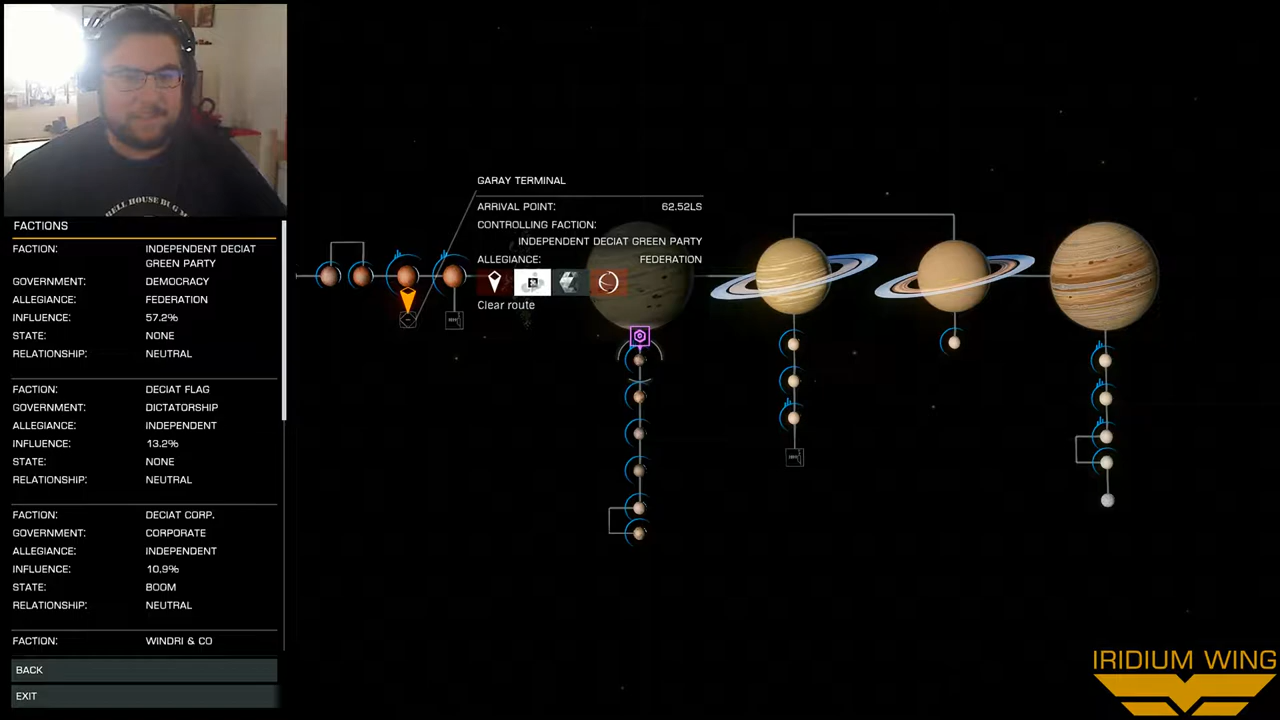 RELL HOUSE BUG M
FACTIONS
FACTION: INDEPENDENT DECIAT
GREEN PARTY
GOVERNMENT: DEMOCRACY
ALLEGIANCE: FEDERATION
INFLUENCE: 57.2%
STATE: NONE
RELATIONSHIP: NEUTRAL
FACTION: DECIAT FLAG
GOVERNMENT: DICTATORSHIP
ALLEGIANCE: INDEPENDENT
INFLUENCE: 13.2%
STATE: NONE
RELATIONSHIP: NEUTRAL
FACTION: DECIAT CORP.
GOVERNMENT: CORPORATE
ALLEGIANCE: INDEPENDENT
INFLUENCE: 10.9%
STATE: BOOM
RELATIONSHIP: NEUTRAL
FACTION: WINDRI & CO
BACK
EXIT
GARAY TERMINAL
ARRIVAL POINT: 62.52LS
CONTROLLING FACTION:
INDEPENDENT DECIAT GREEN PARTY
ALLEGIANCE: FEDERATION
Clear route
IRIDIUM WING